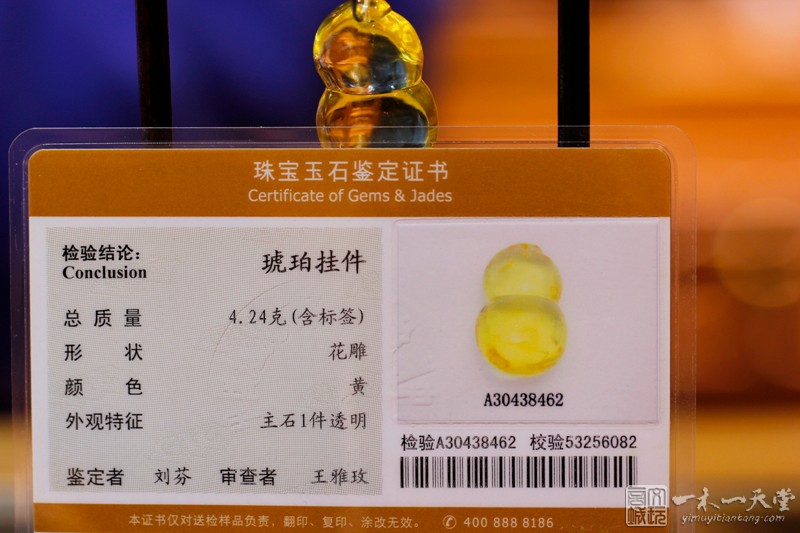 珠宝玉石鉴定证书
Certificate of Gems & Jades
检验结论：
Conclusion
琥珀挂件
总质量 4.24克(含标签)
形状 花雕
颜色 黄
外观特征 主石1件透明
鉴定者 刘芬 审查者 王雅玫
A30438462
检验A30438462 校验53256082
本证书仅对送检样品负责，翻印、复印、涂改无效。 400 888 8186
一木一天堂
yimuyitiantang.com